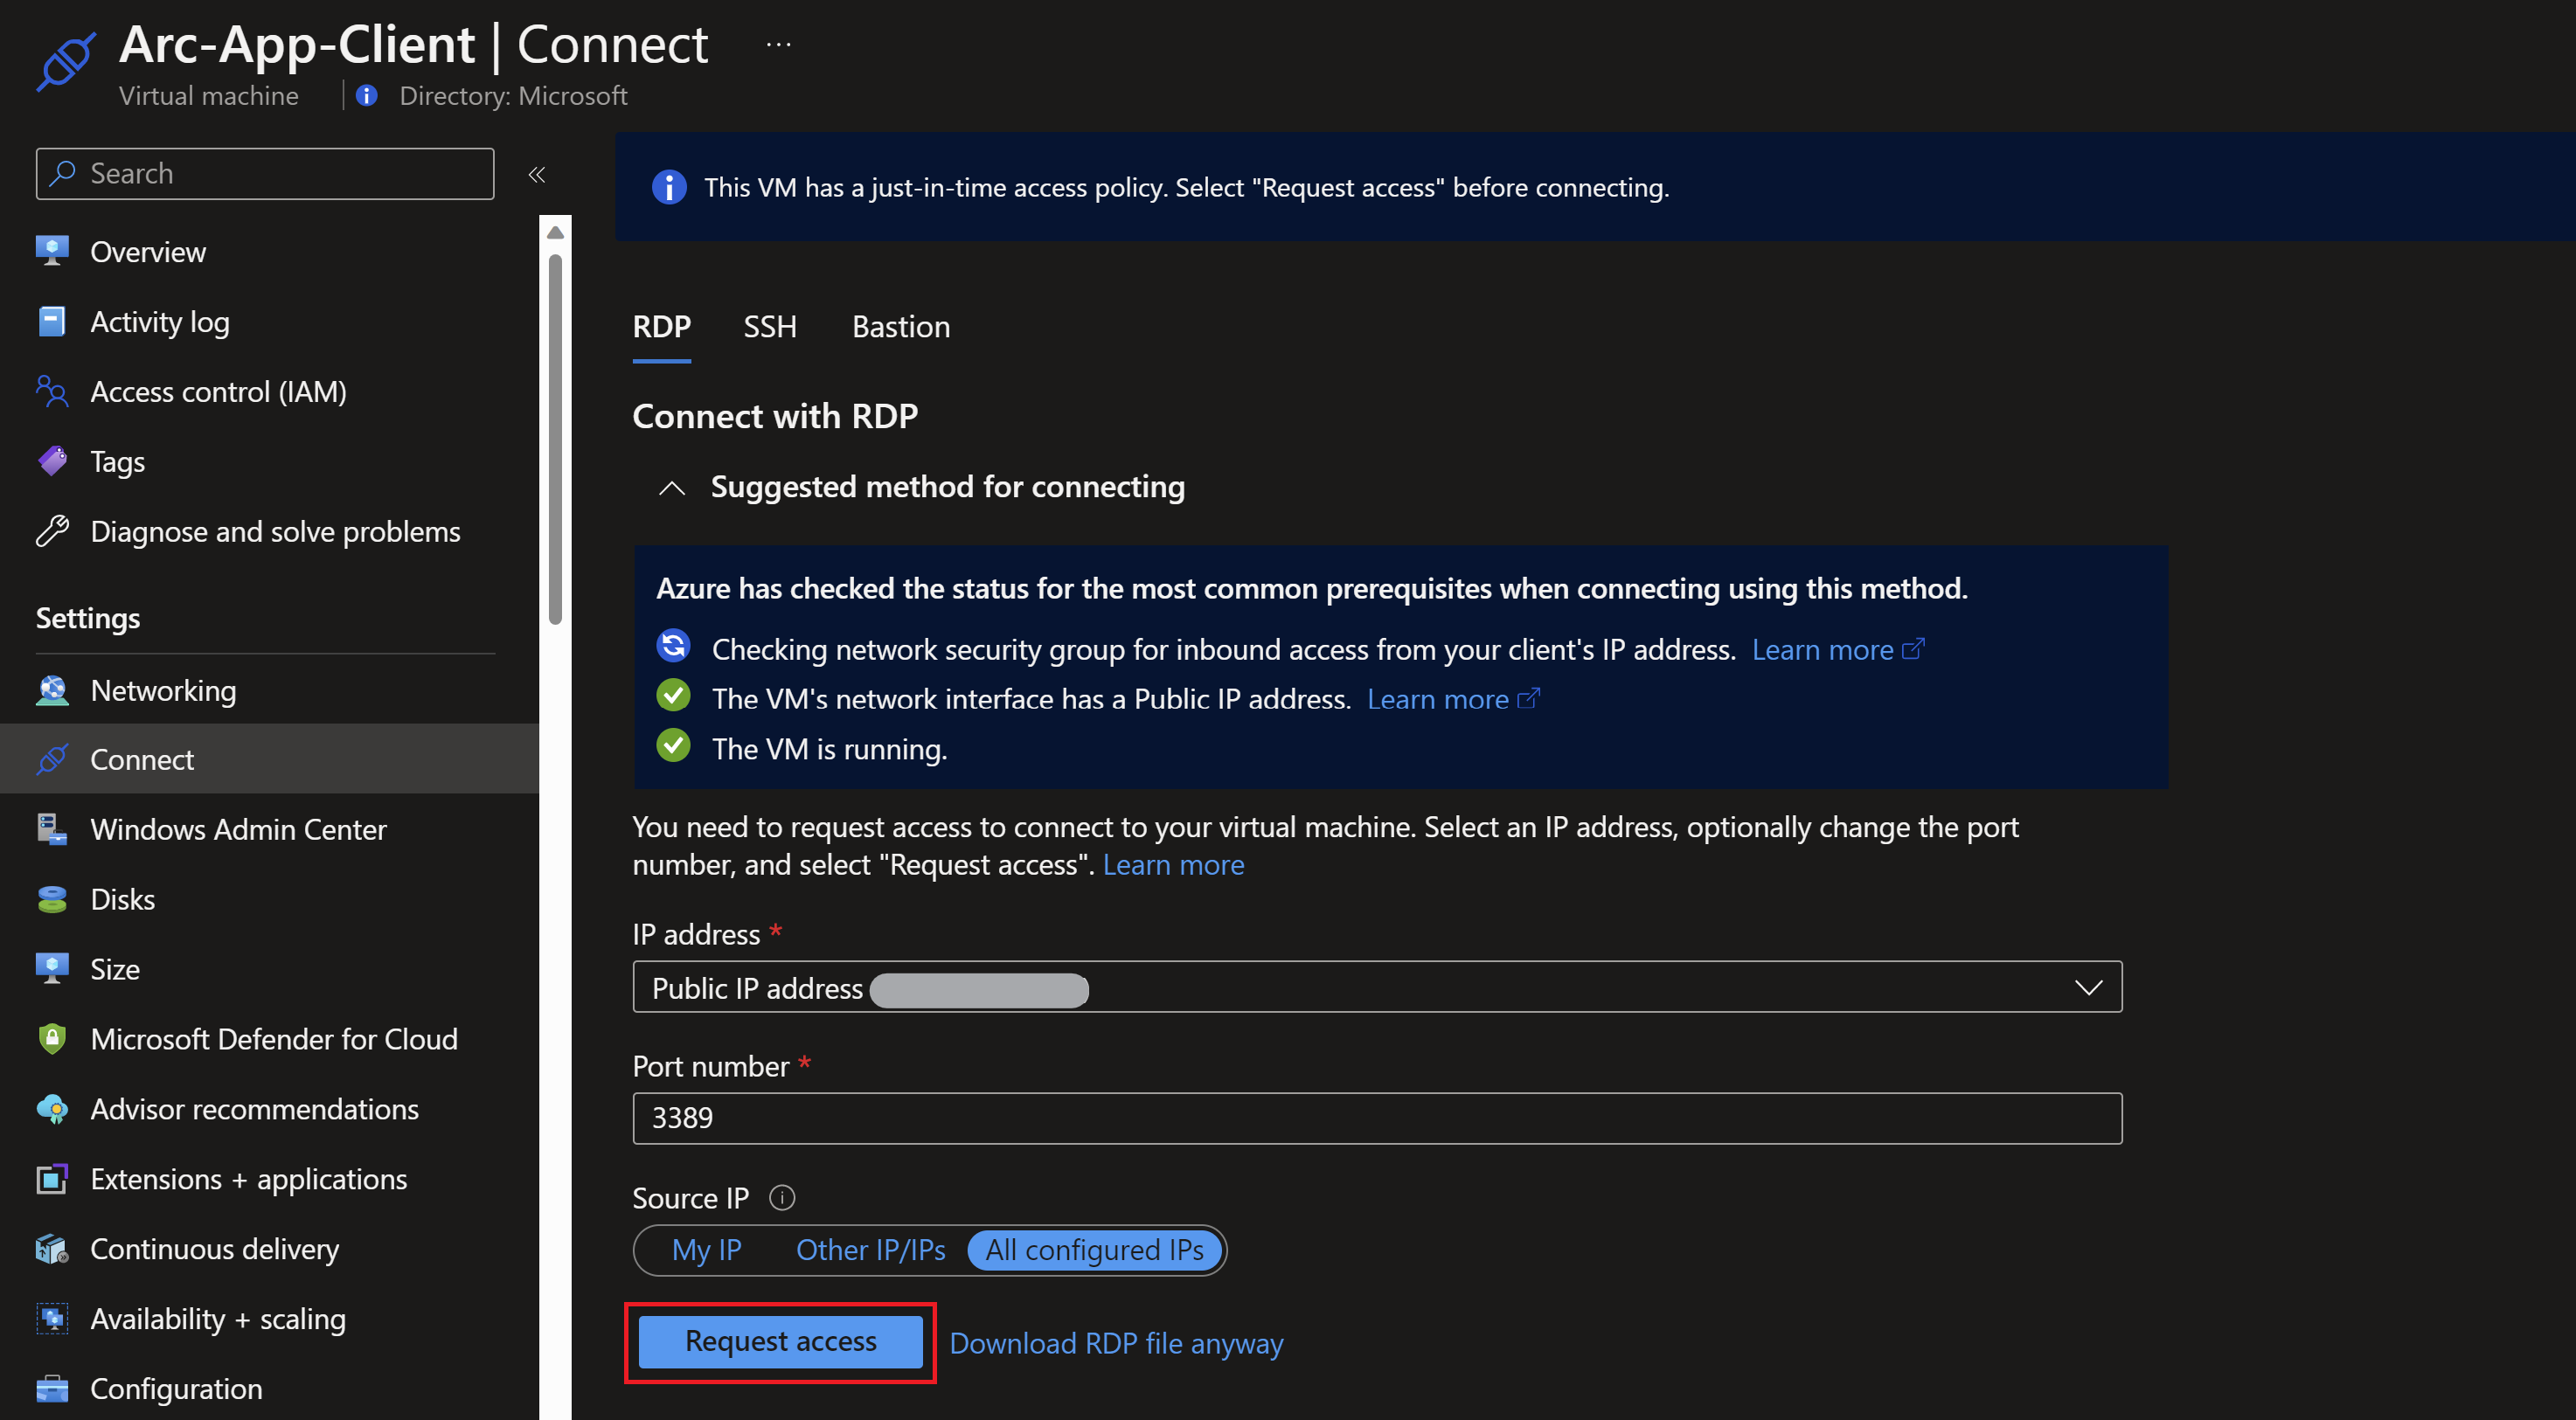 Arc-App-Client | Connect ...
Virtual machine | Directory: Microsoft
Search
Overview
Activity log
Access control (IAM)
Tags
Diagnose and solve problems
Settings
Networking
Connect
Windows Admin Center
Disks
Size
Microsoft Defender for Cloud
Advisor recommendations
Extensions + applications
Continuous delivery
Availability + scaling
Configuration
This VM has a just-in-time access policy. Select "Request access" before connecting.
RDP SSH Bastion
Connect with RDP
Suggested method for connecting
Azure has checked the status for the most common prerequisites when connecting using this method.
Checking network security group for inbound access from your client's IP address. Learn more
The VM's network interface has a Public IP address. Learn more
The VM is running.
You need to request access to connect to your virtual machine. Select an IP address, optionally change the port
number, and select "Request access". Learn more
IP address *
Public IP address
Port number *
3389
Source IP
My IP Other IP/IPs All configured IPs
Request access Download RDP file anyway